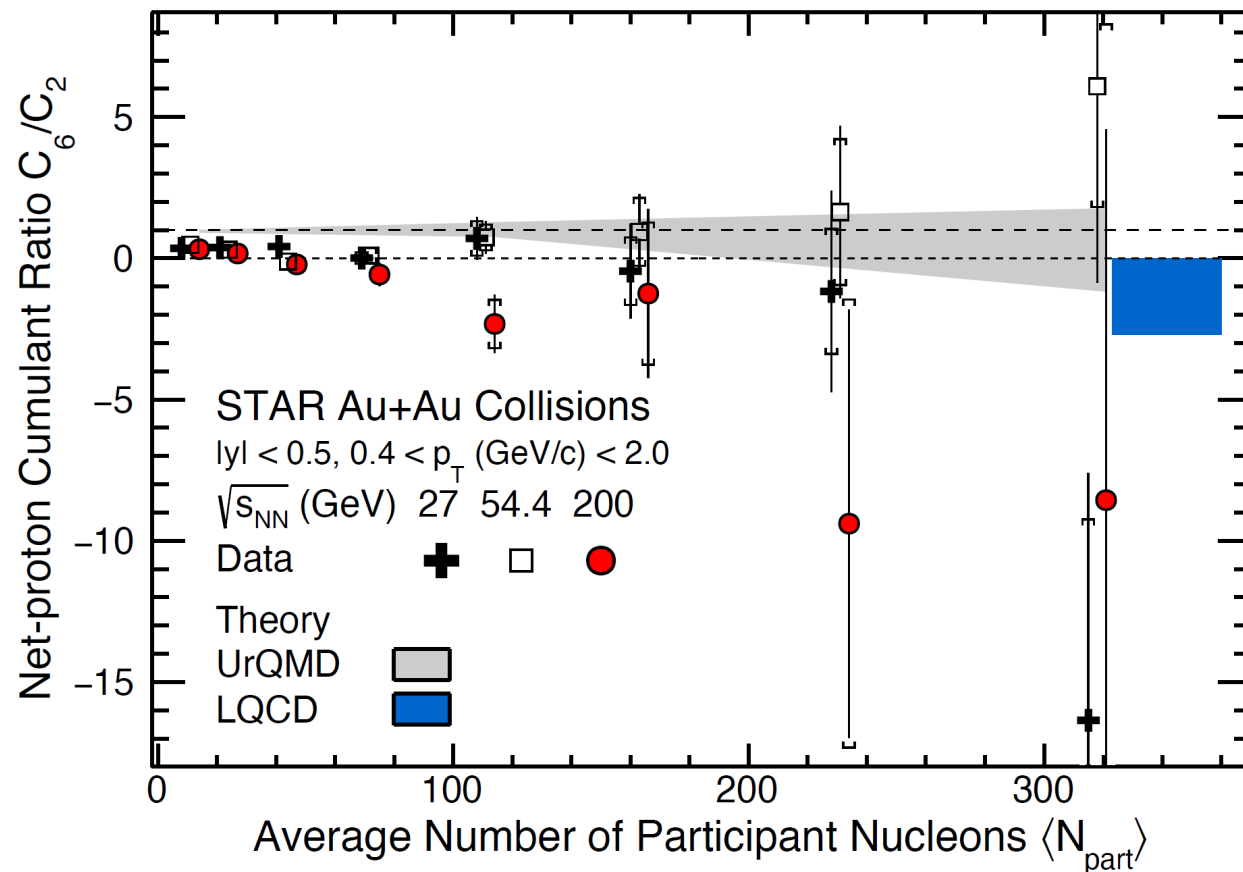 Net-proton Cumulant Ratio C6/C2
5
0
−5
−10
−15
STAR Au+Au Collisions
|y| < 0.5, 0.4 < pT (GeV/c) < 2.0
√sNN (GeV) 27 54.4 200
Data
Theory
UrQMD
LQCD
0 100 200 300
Average Number of Participant Nucleons ⟨Npart⟩